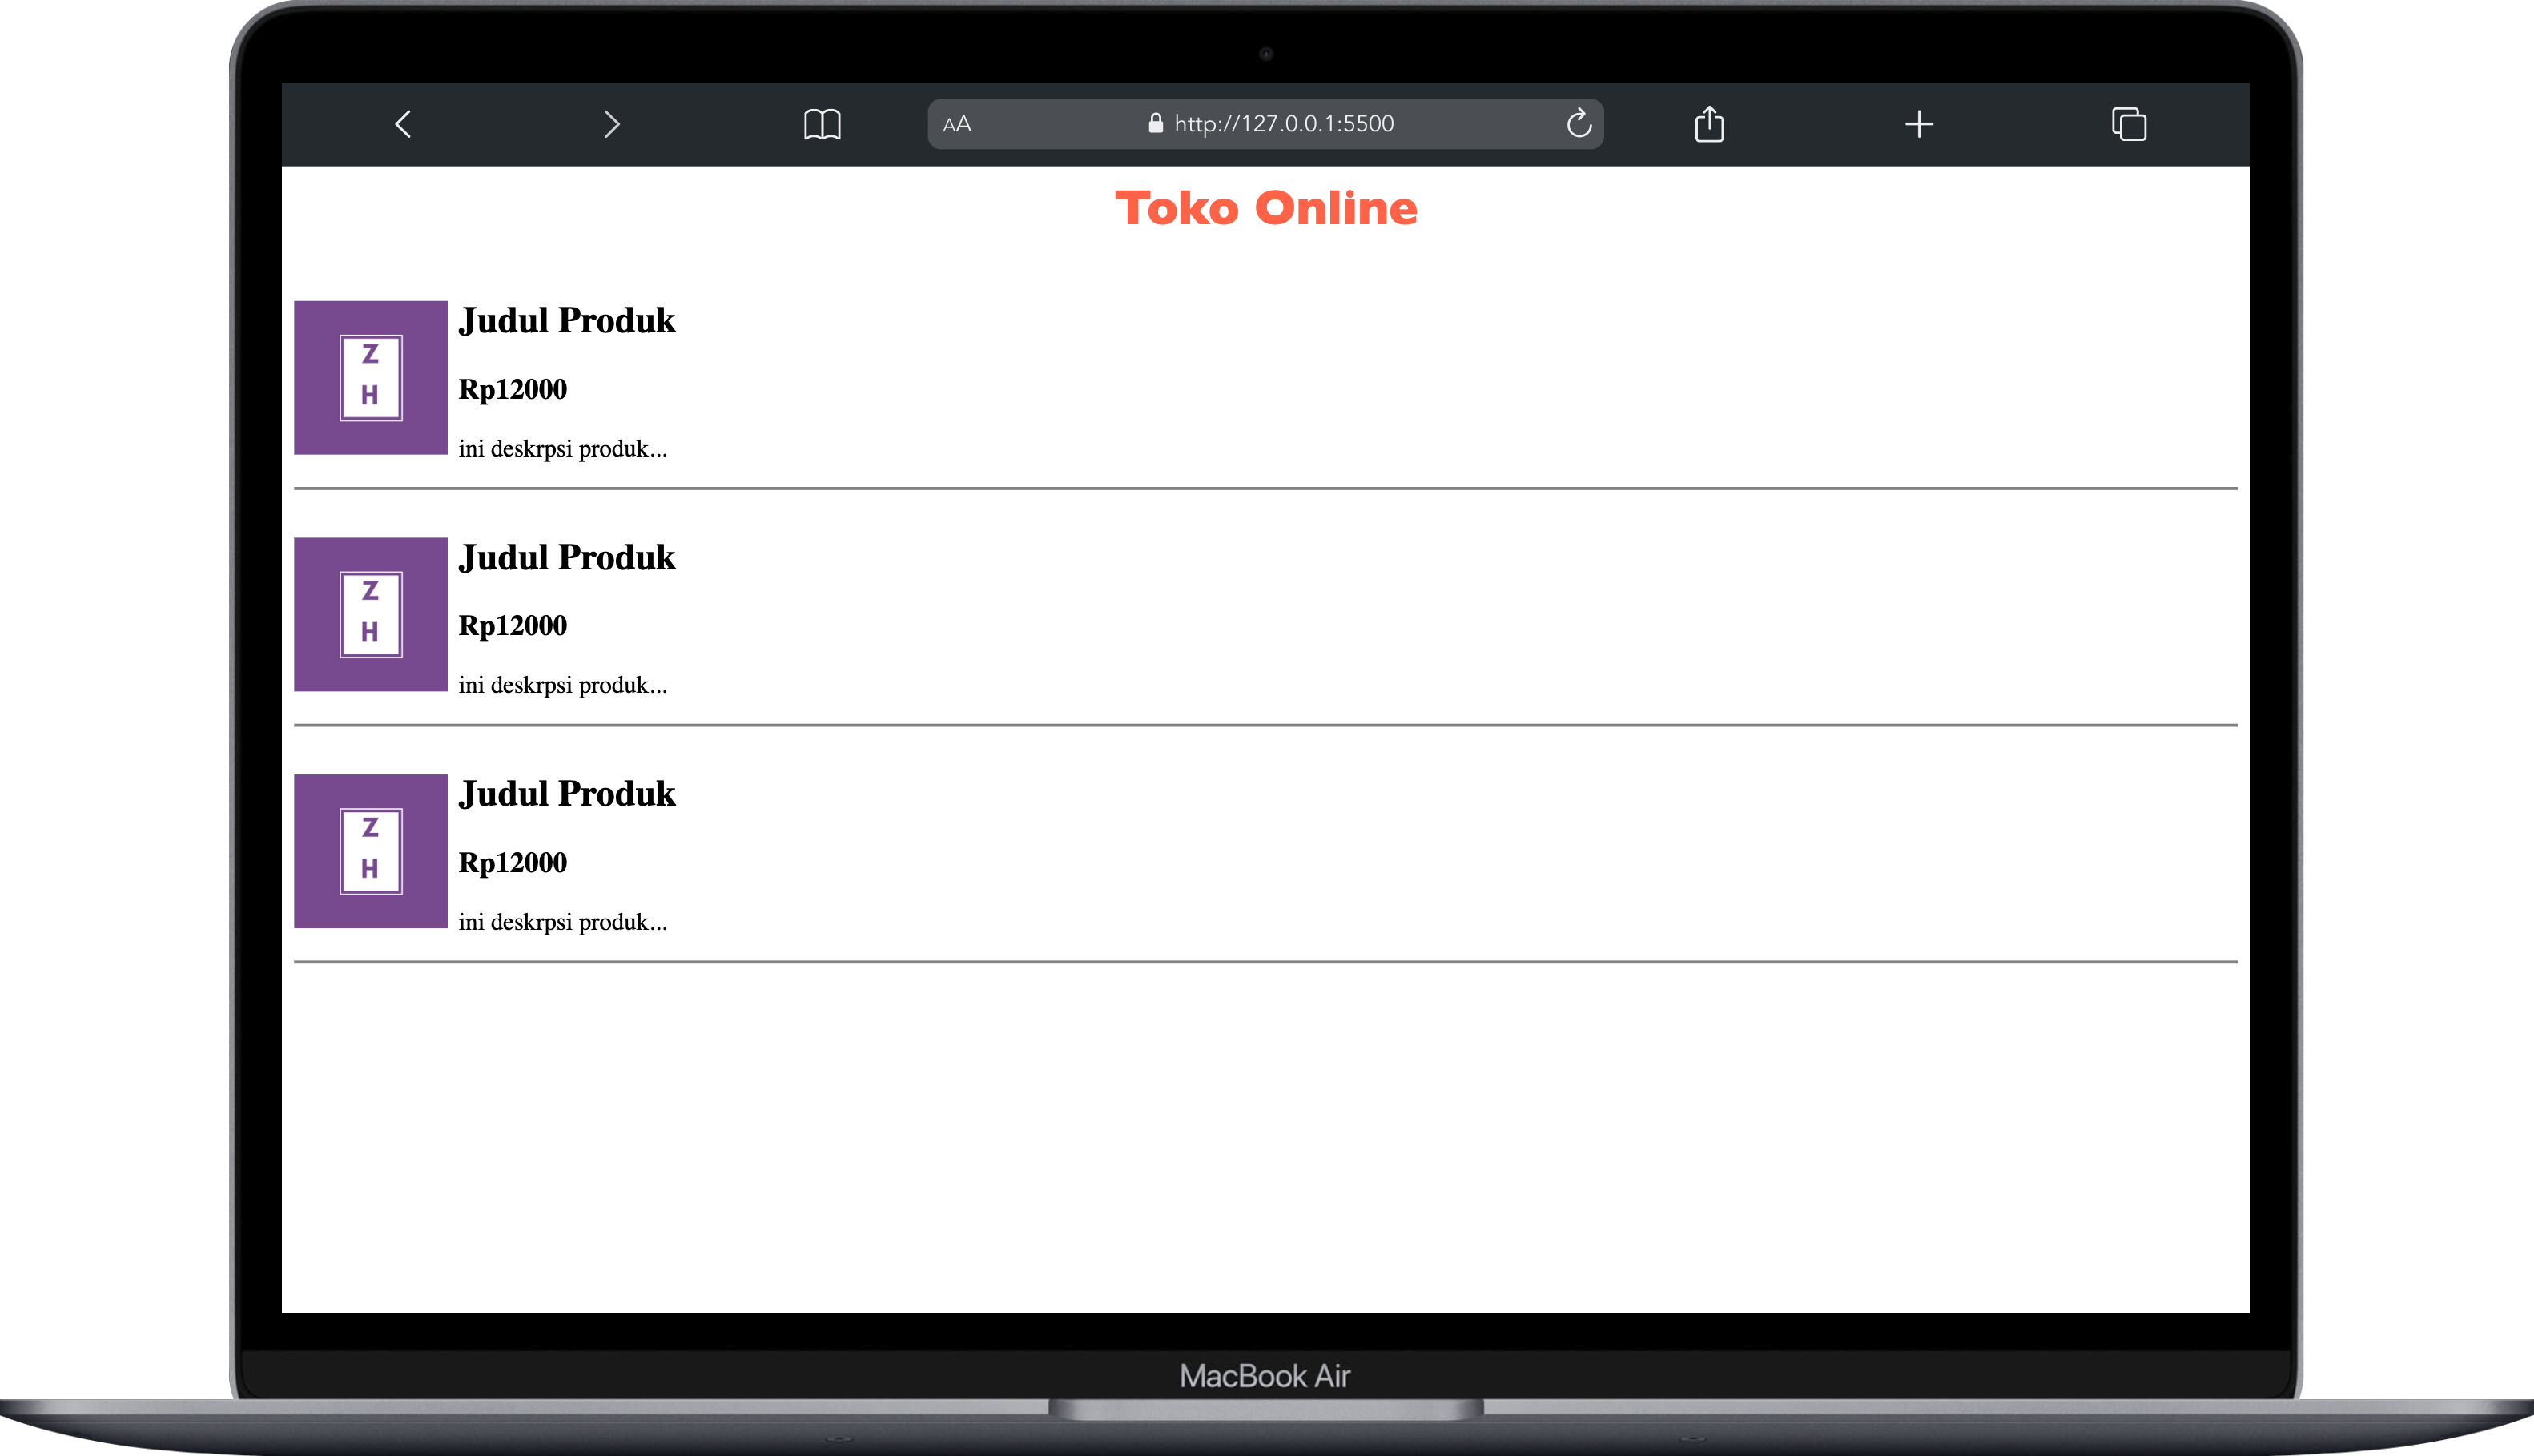 AA http://127.0.0.1:5500
Toko Online
Z
H
Judul Produk
Rp12000
ini deskrpsi produk...
Z
H
Judul Produk
Rp12000
ini deskrpsi produk...
Z
H
Judul Produk
Rp12000
ini deskrpsi produk...
MacBook Air